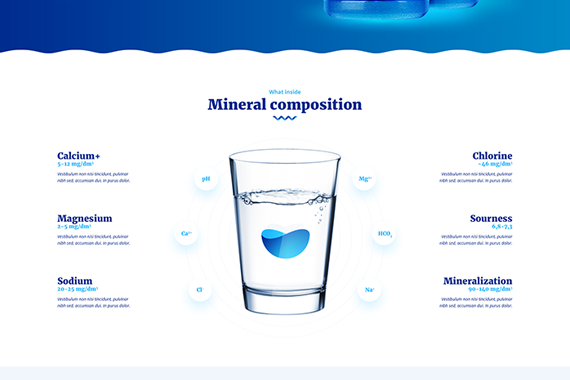 What inside
Mineral composition
Calcium+
5-12 mg/dm³
Vestibulum non nisi tincidunt, pulvinar
nibh sed, accumsan dui. In purus dolor.
Magnesium
2-5 mg/dm³
Vestibulum non nisi tincidunt, pulvinar
nibh sed, accumsan dui. In purus dolor.
Sodium
20-25 mg/dm³
Vestibulum non nisi tincidunt, pulvinar
nibh sed, accumsan dui. In purus dolor.
pH
Ca²⁺
Cl
Mg²⁺
HCO₃
Na⁺
Chlorine
<46 mg/dm³
Vestibulum non nisi tincidunt, pulvinar
nibh sed, accumsan dui. In purus dolor.
Sourness
6,8-7,3
Vestibulum non nisi tincidunt, pulvinar
nibh sed, accumsan dui. In purus dolor.
Mineralization
90-140 mg/dm³
Vestibulum non nisi tincidunt, pulvinar
nibh sed, accumsan dui. In purus dolor.